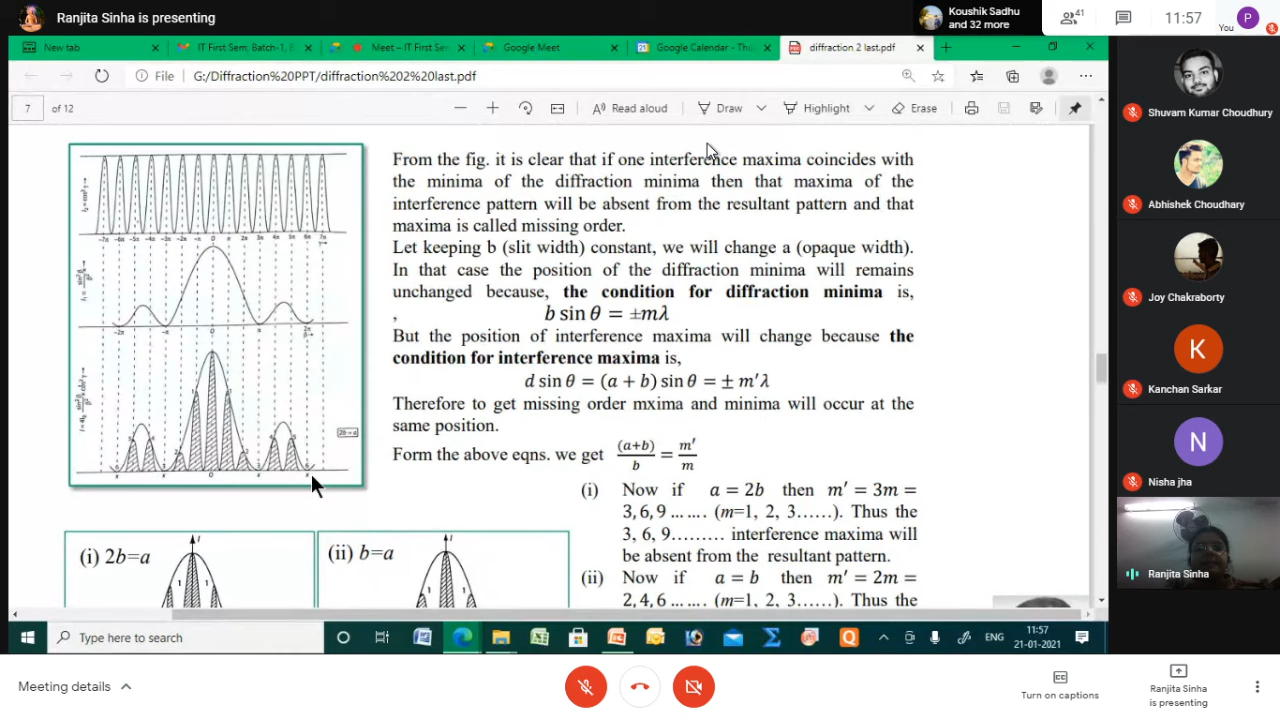 Ranjita Sinha is presenting
Koushik Sadhu
and 32 more
41
11:57
You
P
New tab
IT First Sem, Batch-1, E
Meet – IT First Sem
Google Meet
Google Calendar - Thu
diffraction 2 last.pdf
File
G:/Diffraction%20PPT/diffraction%202%20last.pdf
7 of 12
Read aloud
Draw
Highlight
Erase
From the fig. it is clear that if one interference maxima coincides with
the minima of the diffraction minima then that maxima of the
interference pattern will be absent from the resultant pattern and that
maxima is called missing order.
Let keeping b (slit width) constant, we will change a (opaque width).
In that case the position of the diffraction minima will remains
unchanged because, the condition for diffraction minima is,
, b sin θ = ±mλ
But the position of interference maxima will change because the
condition for interference maxima is,
d sin θ = (a + b) sin θ = ± m′λ
Therefore to get missing order mxima and minima will occur at the
same position.
Form the above eqns. we get (a+b)/b = m′/m
(i) Now if a = 2b then m′ = 3m =
3, 6, 9 ... .... (m=1, 2, 3……). Thus the
3, 6, 9……… interference maxima will
be absent from the resultant pattern.
(ii) Now if a = b then m′ = 2m =
2, 4, 6 ... .... (m=1, 2, 3……). Thus the
(i) 2b=a
I
1 1
(ii) b=a
I
Shuvam Kumar Choudhury
Abhishek Choudhary
Joy Chakraborty
K
Kanchan Sarkar
N
Nisha jha
Ranjita Sinha
Type here to search
ENG
11:57
21-01-2021
Meeting details
Turn on captions
Ranjita Sinha
is presenting